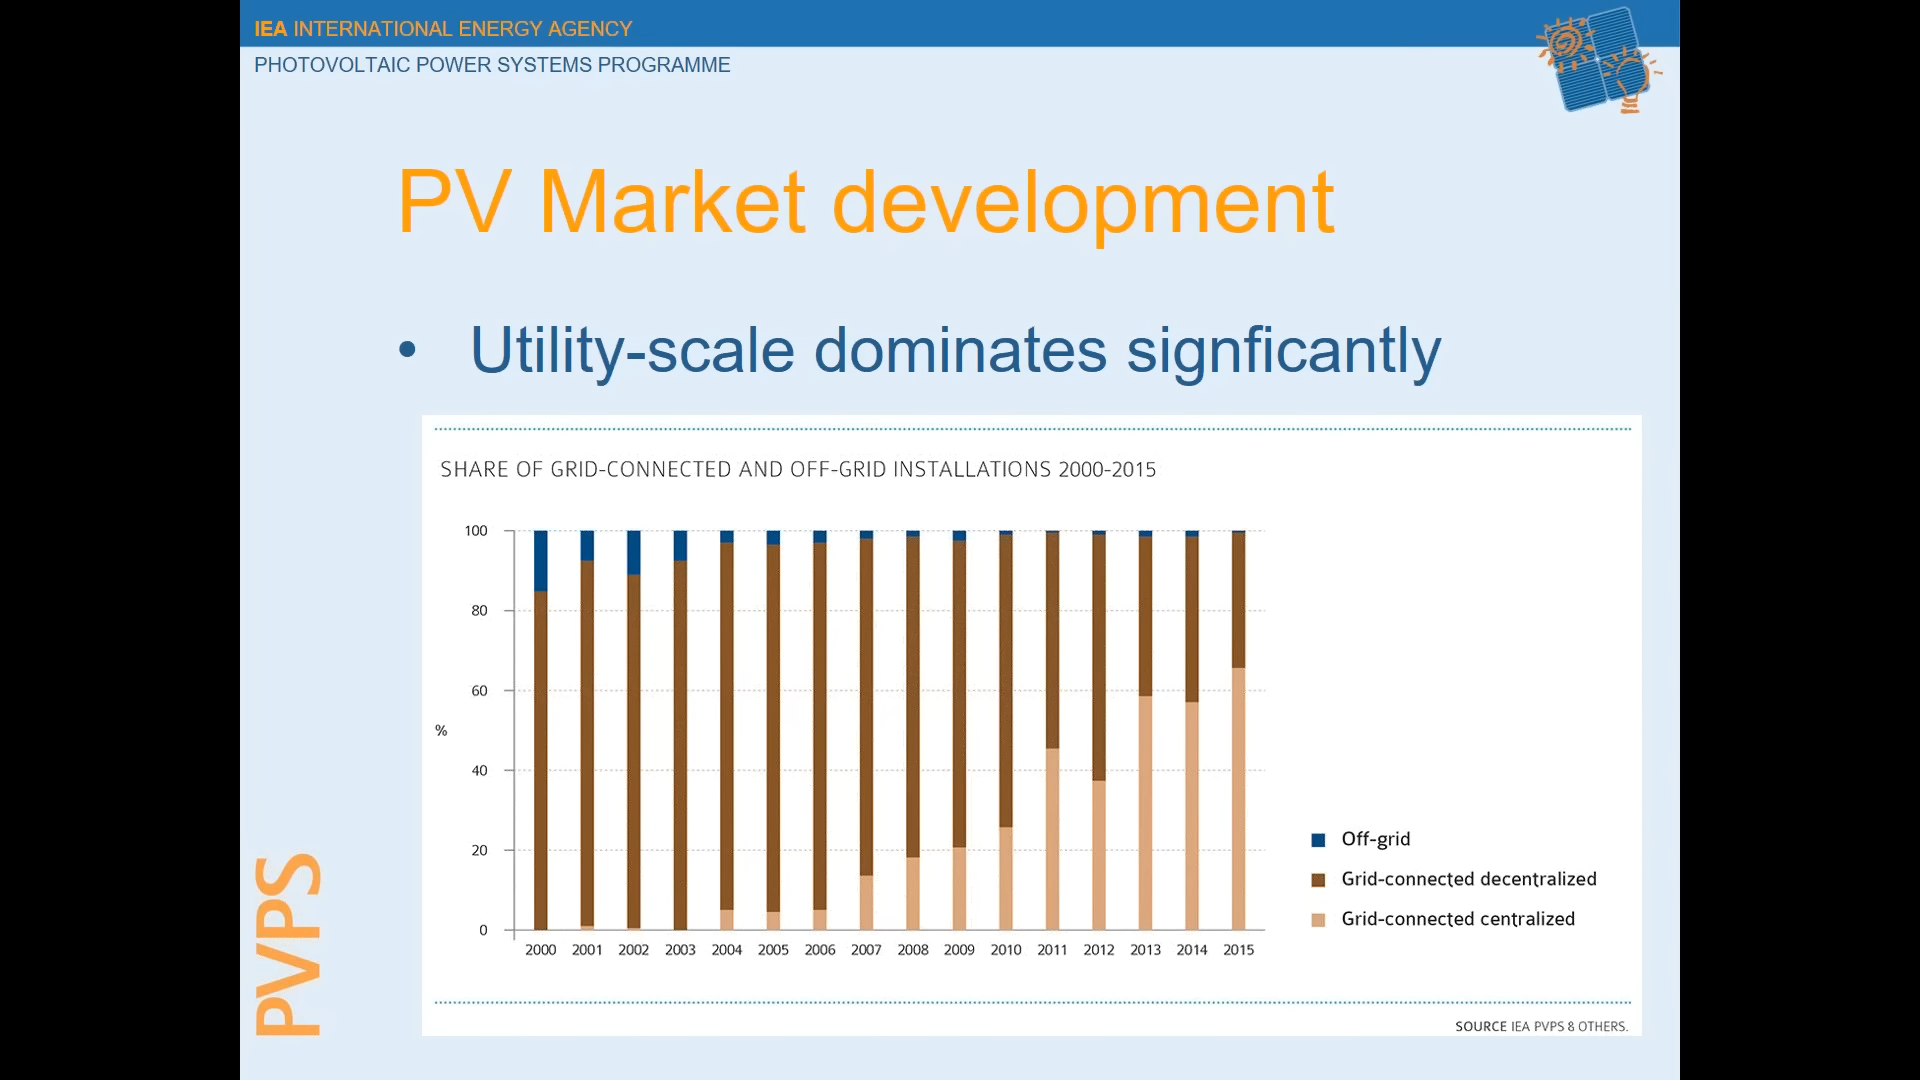 IEA INTERNATIONAL ENERGY AGENCY
PHOTOVOLTAIC POWER SYSTEMS PROGRAMME
PV Market development
• Utility-scale dominates signficantly
SHARE OF GRID-CONNECTED AND OFF-GRID INSTALLATIONS 2000-2015
100
80
60
%
40
20
0
2000 2001 2002 2003 2004 2005 2006 2007 2008 2009 2010 2011 2012 2013 2014 2015
Off-grid
Grid-connected decentralized
Grid-connected centralized
SOURCE IEA PVPS & OTHERS.
PVPS